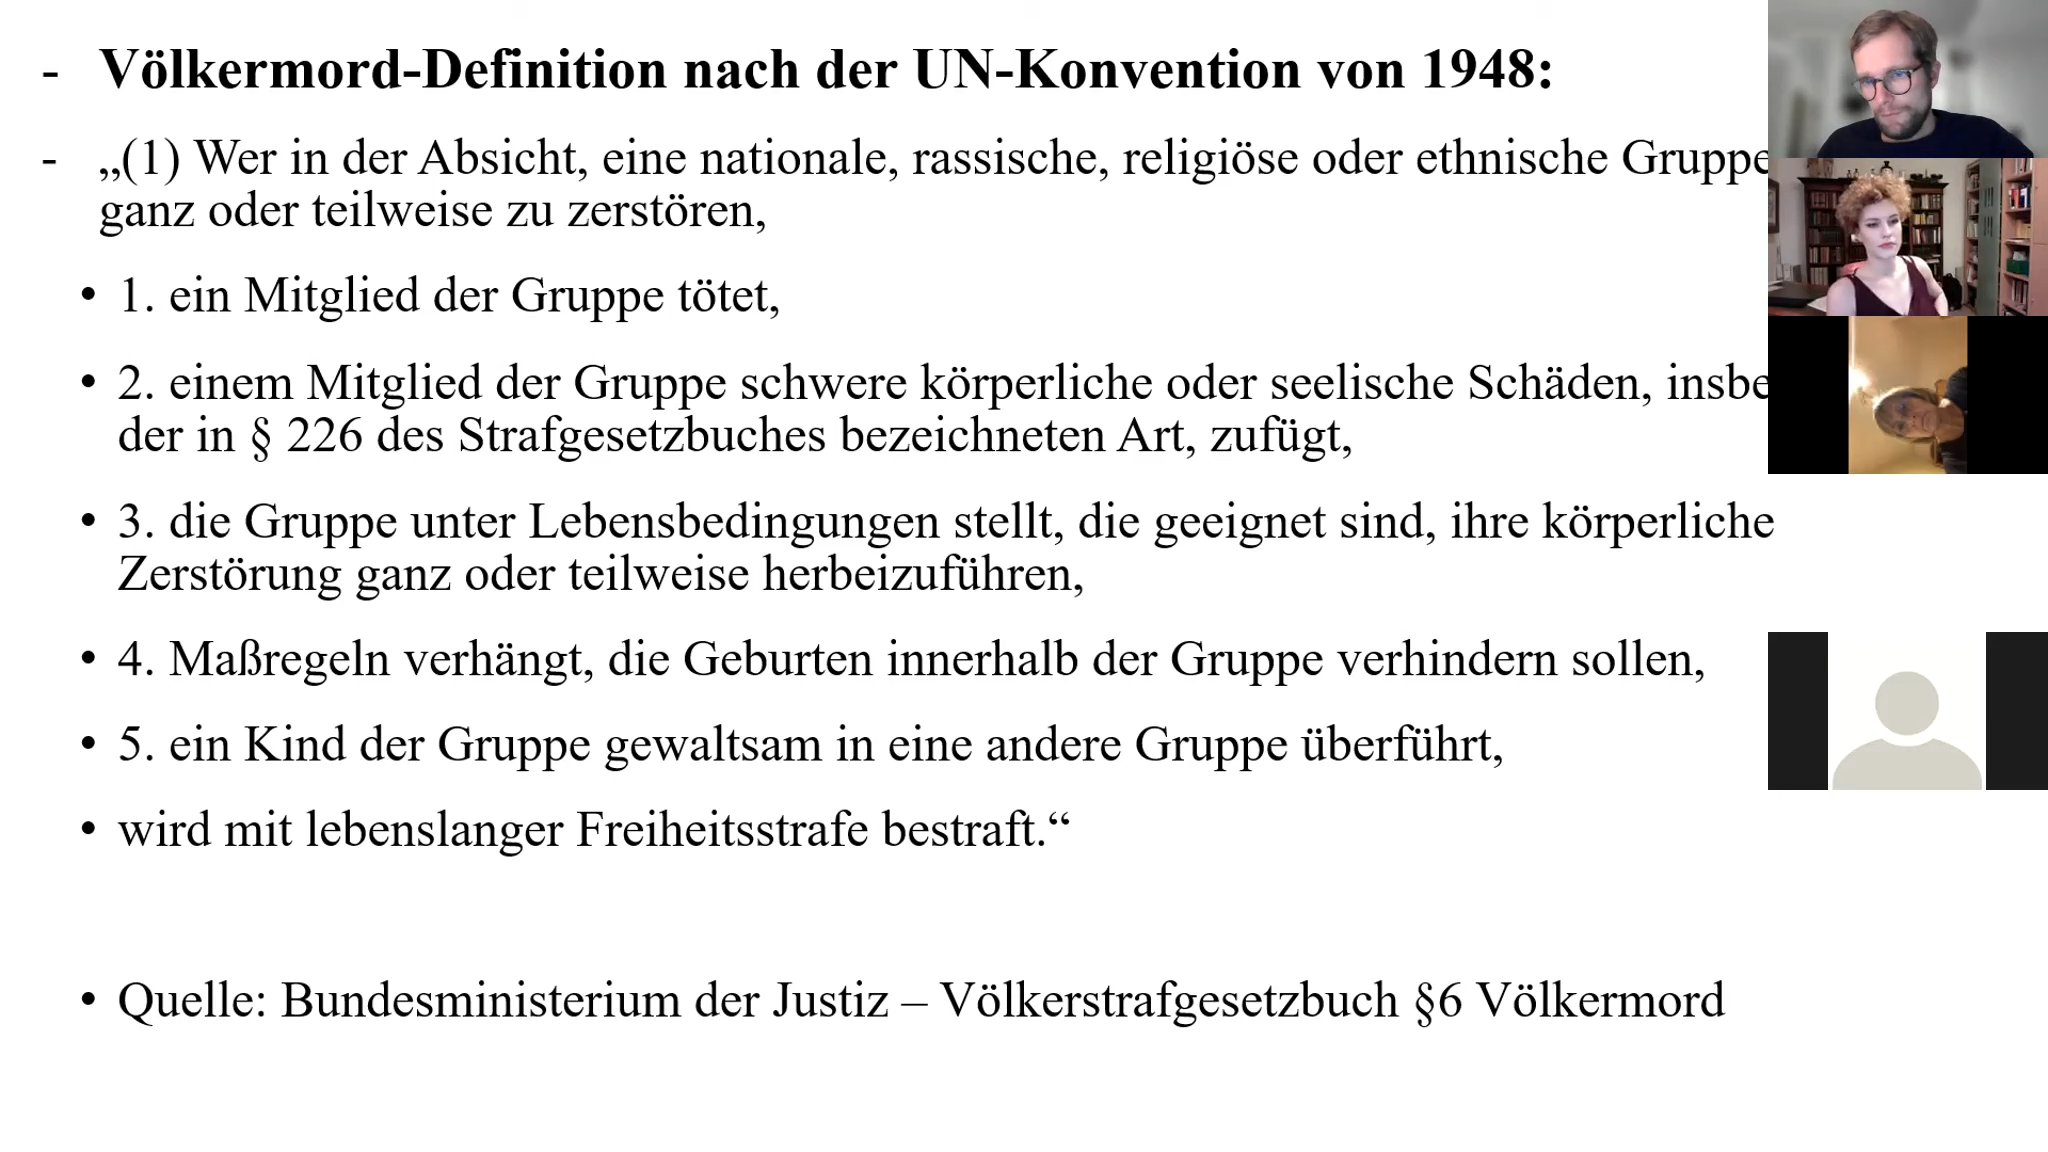 - Völkermord-Definition nach der UN-Konvention von 1948:
- „(1) Wer in der Absicht, eine nationale, rassische, religiöse oder ethnische Gruppe
ganz oder teilweise zu zerstören,
• 1. ein Mitglied der Gruppe tötet,
• 2. einem Mitglied der Gruppe schwere körperliche oder seelische Schäden, insbe
der in § 226 des Strafgesetzbuches bezeichneten Art, zufügt,
• 3. die Gruppe unter Lebensbedingungen stellt, die geeignet sind, ihre körperliche
Zerstörung ganz oder teilweise herbeizuführen,
• 4. Maßregeln verhängt, die Geburten innerhalb der Gruppe verhindern sollen,
• 5. ein Kind der Gruppe gewaltsam in eine andere Gruppe überführt,
• wird mit lebenslanger Freiheitsstrafe bestraft.“
• Quelle: Bundesministerium der Justiz – Völkerstrafgesetzbuch §6 Völkermord